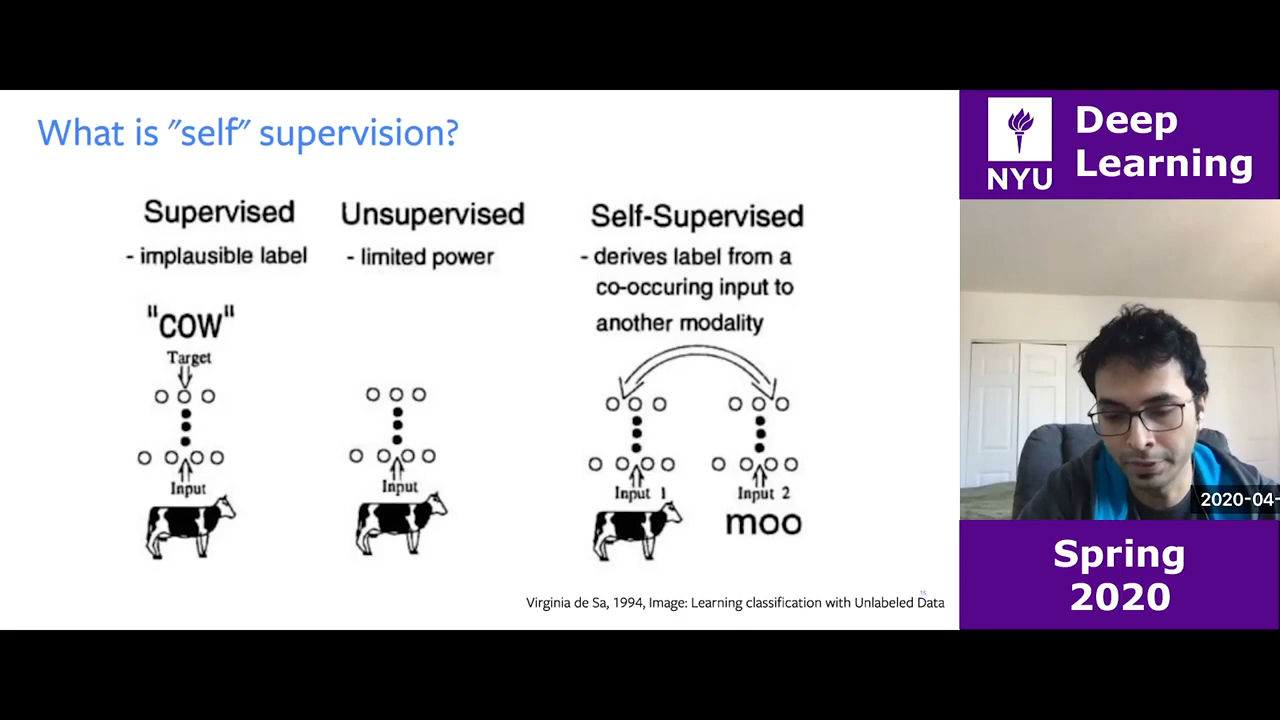 What is "self" supervision?
Supervised
- implausible label
"COW"
Target
Input
Unsupervised
- limited power
Input
Self-Supervised
- derives label from a
co-occuring input to
another modality
Input 1
Input 2
moo
Virginia de Sa, 1994, Image: Learning classification with Unlabeled Data
15
NYU
Deep
Learning
2020-04-
Spring
2020